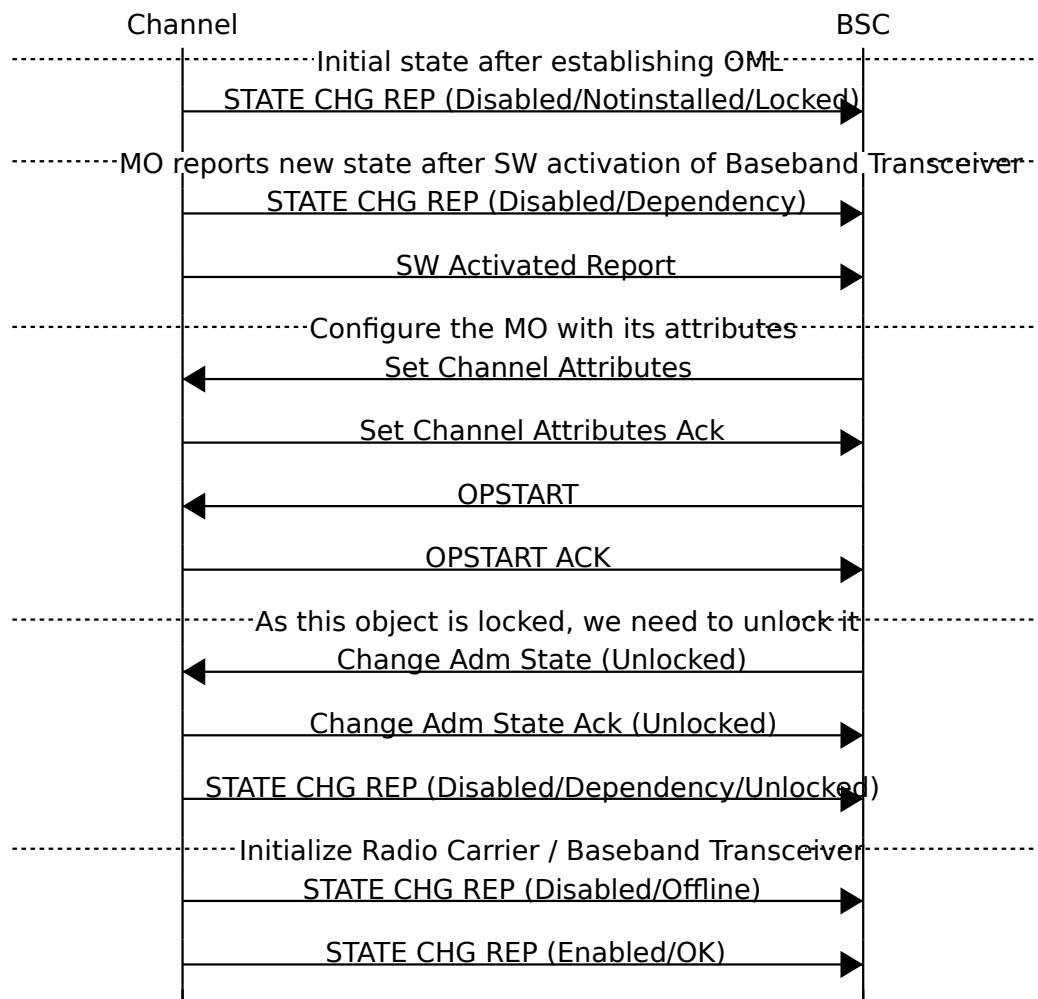 Channel BSC
Initial state after establishing OML
STATE CHG REP (Disabled/Notinstalled/Locked)
MO reports new state after SW activation of Baseband Transceiver
STATE CHG REP (Disabled/Dependency)
SW Activated Report
Configure the MO with its attributes
Set Channel Attributes
Set Channel Attributes Ack
OPSTART
OPSTART ACK
As this object is locked, we need to unlock it
Change Adm State (Unlocked)
Change Adm State Ack (Unlocked)
STATE CHG REP (Disabled/Dependency/Unlocked)
Initialize Radio Carrier / Baseband Transceiver
STATE CHG REP (Disabled/Offline)
STATE CHG REP (Enabled/OK)